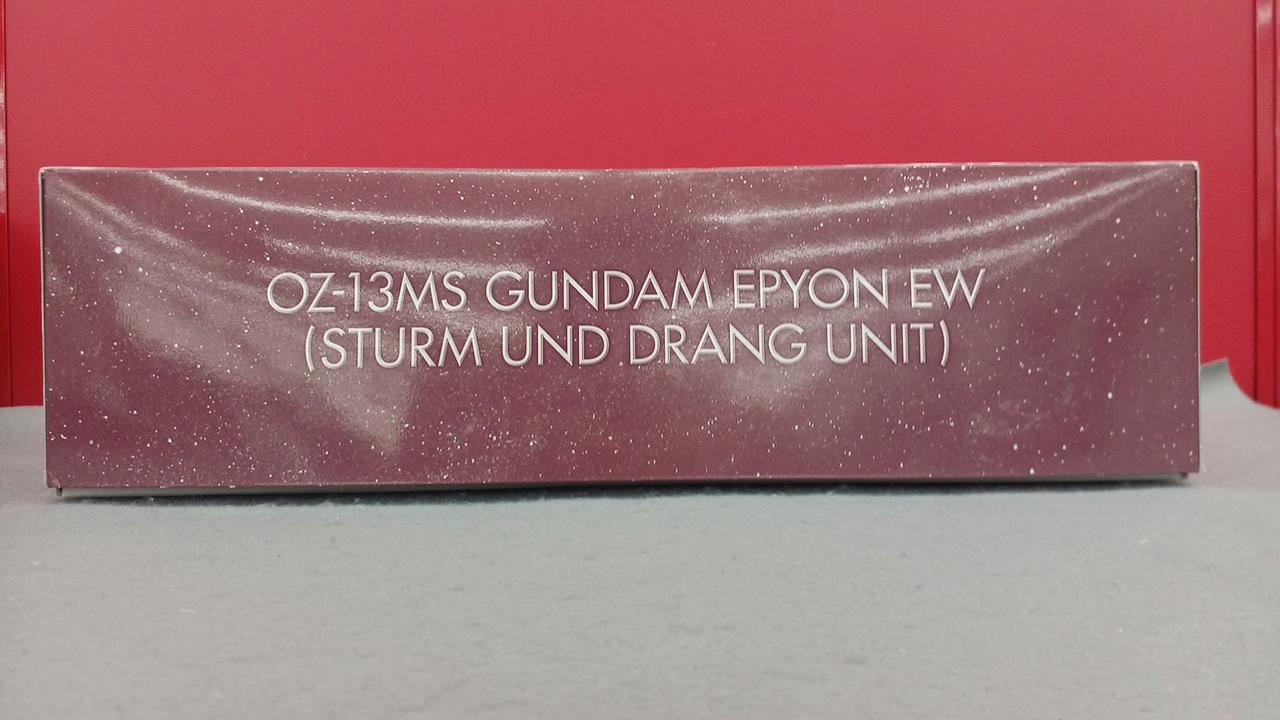 OZ-13MS GUNDAM EPYON EW
(STURM UND DRANG UNIT)